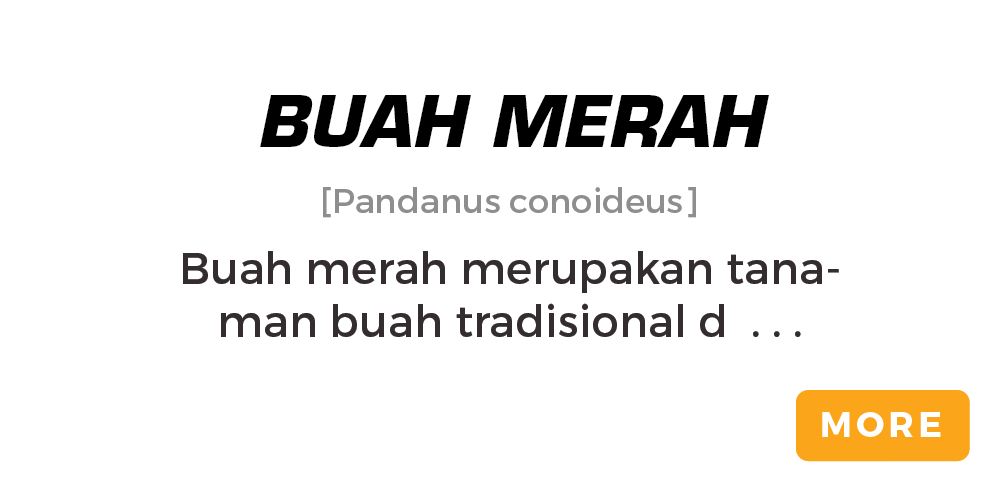 BUAH MERAH
[Pandanus conoideus]
Buah merah merupakan tana-
man buah tradisional d ...
MORE